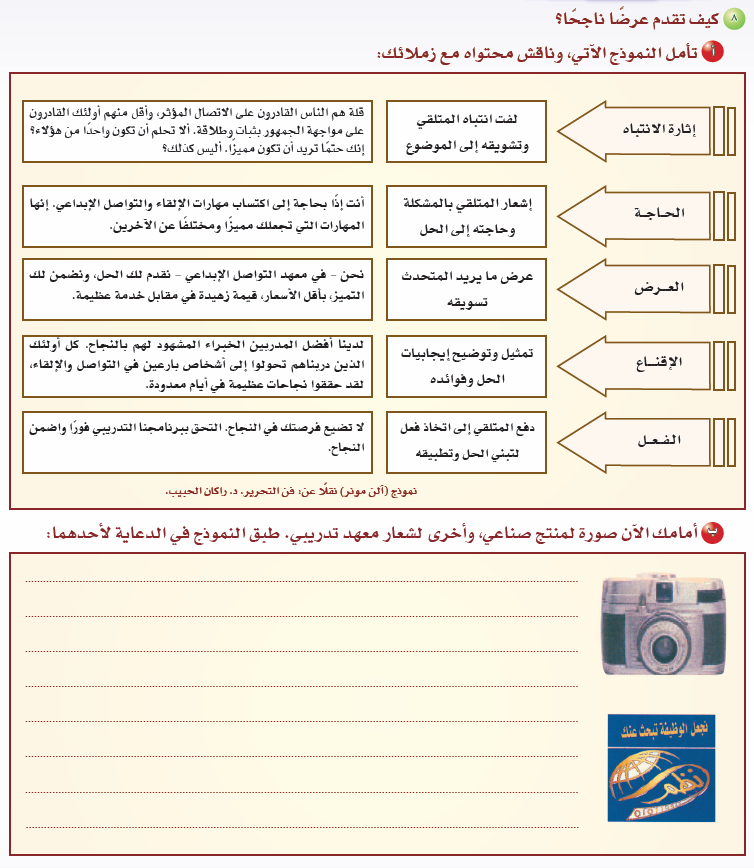 ٨ كيف تقدم عرضًا ناجحًا؟
أ تأمل النموذج الآتي، وناقش محتواه مع زملائك:
إثارة الانتباه
لفت انتباه المتلقي
وتشويقه إلى الموضوع
قلة هم الناس القادرون على الاتصال المؤثر، وأقل منهم أولئك القادرون
على مواجهة الجمهور بثبات وطلاقة. ألا تحلم أن تكون واحدًا من هؤلاء؟
إنك حتمًا تريد أن تكون مميزًا. أليس كذلك؟
الحـاجـة
إشعار المتلقي بالمشكلة
وحاجته إلى الحل
أنت إذًا بحاجة إلى اكتساب مهارات الإلقاء والتواصل الإبداعي. إنها
المهارات التي تجعلك مميزًا ومختلفًا عن الآخرين.
العـرض
عرض ما يريد المتحدث
تسويقه
نحن - في معهد التواصل الإبداعي - نقدم لك الحل، ونضمن لك
التميز، بأقل الأسعار، قيمة زهيدة في مقابل خدمة عظيمة.
الإقنـاع
تمثيل وتوضيح إيجابيات
الحل وفوائده
لدينا أفضل المدربين الخبراء المشهود لهم بالنجاح. كل أولئك
الذين دربناهم تحولوا إلى أشخاص بارعين في التواصل والإلقاء،
لقد حققوا نجاحات عظيمة في أيام معدودة.
الفـعـل
دفع المتلقي إلى اتخاذ فعل
لتبني الحل وتطبيقه
لا تضيع فرصتك في النجاح. التحق ببرنامجنا التدريبي فورًا واضمن
النجاح.
نموذج (آلن مونر) نقلًا عن: فن التحرير. د. راكان الحبيب.
ب أمامك الآن صورة لمنتج صناعي، وأخرى لشعار معهد تدريبي. طبق النموذج في الدعاية لأحدهما:
نجعل الوظيفة تبحث عنك